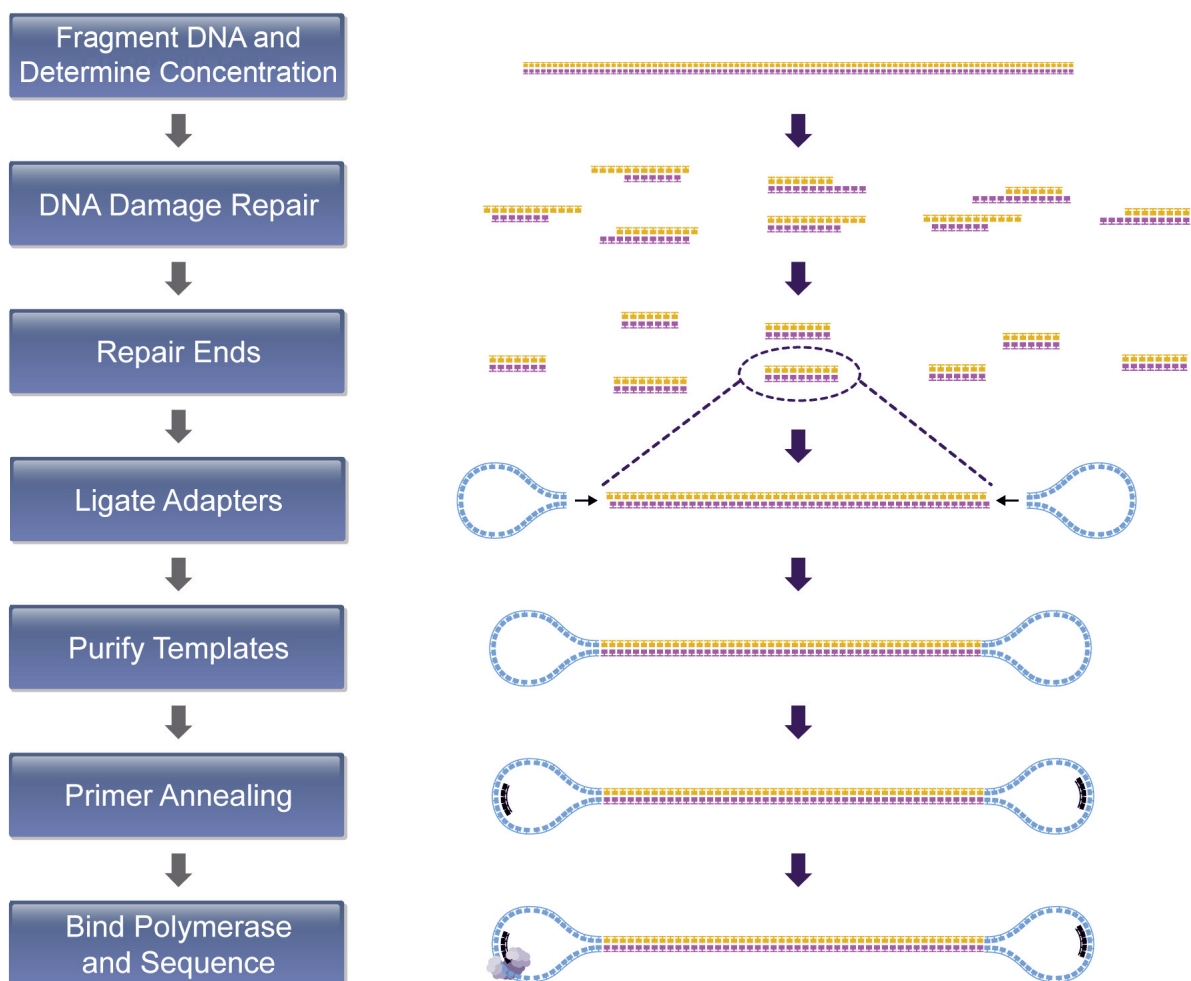 Fragment DNA and
Determine Concentration
DNA Damage Repair
Repair Ends
Ligate Adapters
Purify Templates
Primer Annealing
Bind Polymerase
and Sequence